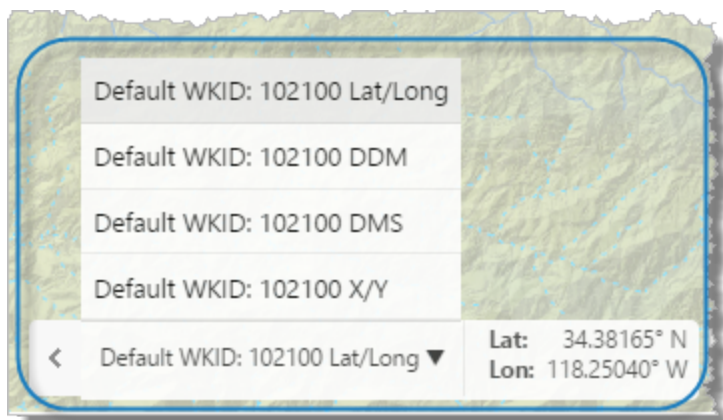 Default WKID: 102100 Lat/Long
Default WKID: 102100 DDM
Default WKID: 102100 DMS
Default WKID: 102100 X/Y
Default WKID: 102100 Lat/Long ▼
Lat: 34.38165° N
Lon: 118.25040° W